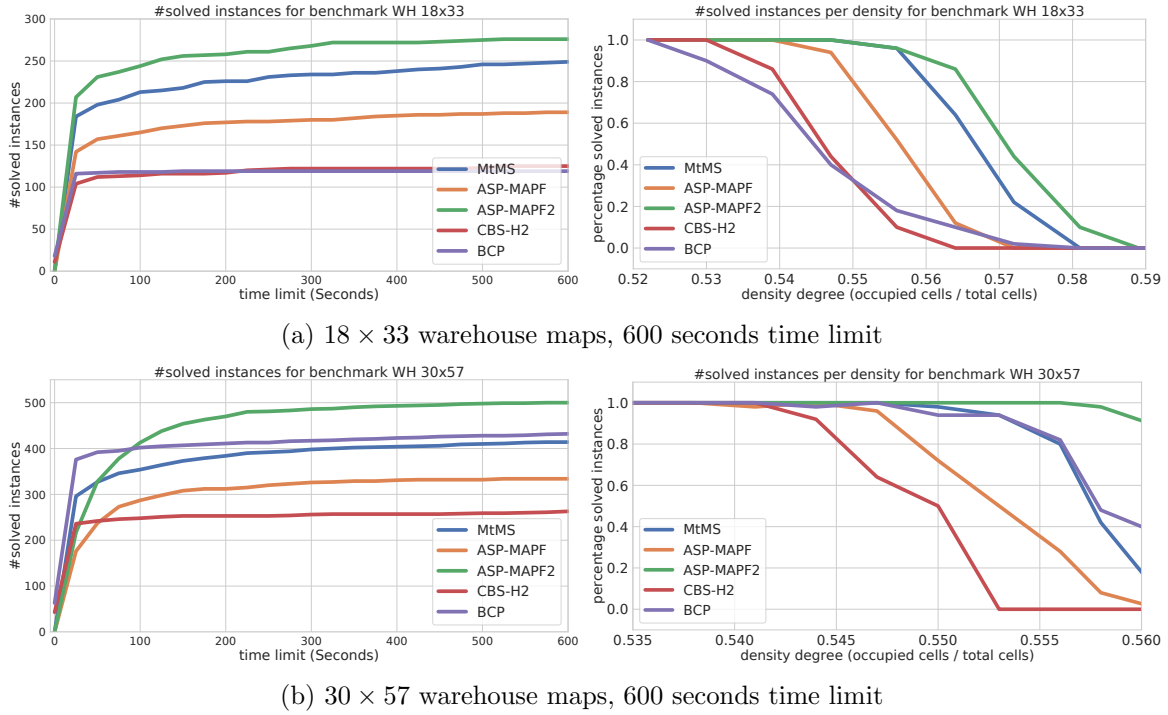 #solved instances for benchmark WH 18x33
#solved instances
300
250
200
150
100
50
0
MtMS
ASP-MAPF
ASP-MAPF2
CBS-H2
BCP
0 100 200 300 400 500 600
time limit (Seconds)
#solved instances per density for benchmark WH 18x33
percentage solved instances
1.0
0.8
0.6
0.4
0.2
0.0
MtMS
ASP-MAPF
ASP-MAPF2
CBS-H2
BCP
0.52 0.53 0.54 0.55 0.56 0.57 0.58 0.59
density degree (occupied cells / total cells)
(a) 18 × 33 warehouse maps, 600 seconds time limit
#solved instances for benchmark WH 30x57
#solved instances
500
400
300
200
100
0
MtMS
ASP-MAPF
ASP-MAPF2
CBS-H2
BCP
0 100 200 300 400 500 600
time limit (Seconds)
#solved instances per density for benchmark WH 30x57
percentage solved instances
1.0
0.8
0.6
0.4
0.2
0.0
MtMS
ASP-MAPF
ASP-MAPF2
CBS-H2
BCP
0.535 0.540 0.545 0.550 0.555 0.560
density degree (occupied cells / total cells)
(b) 30 × 57 warehouse maps, 600 seconds time limit